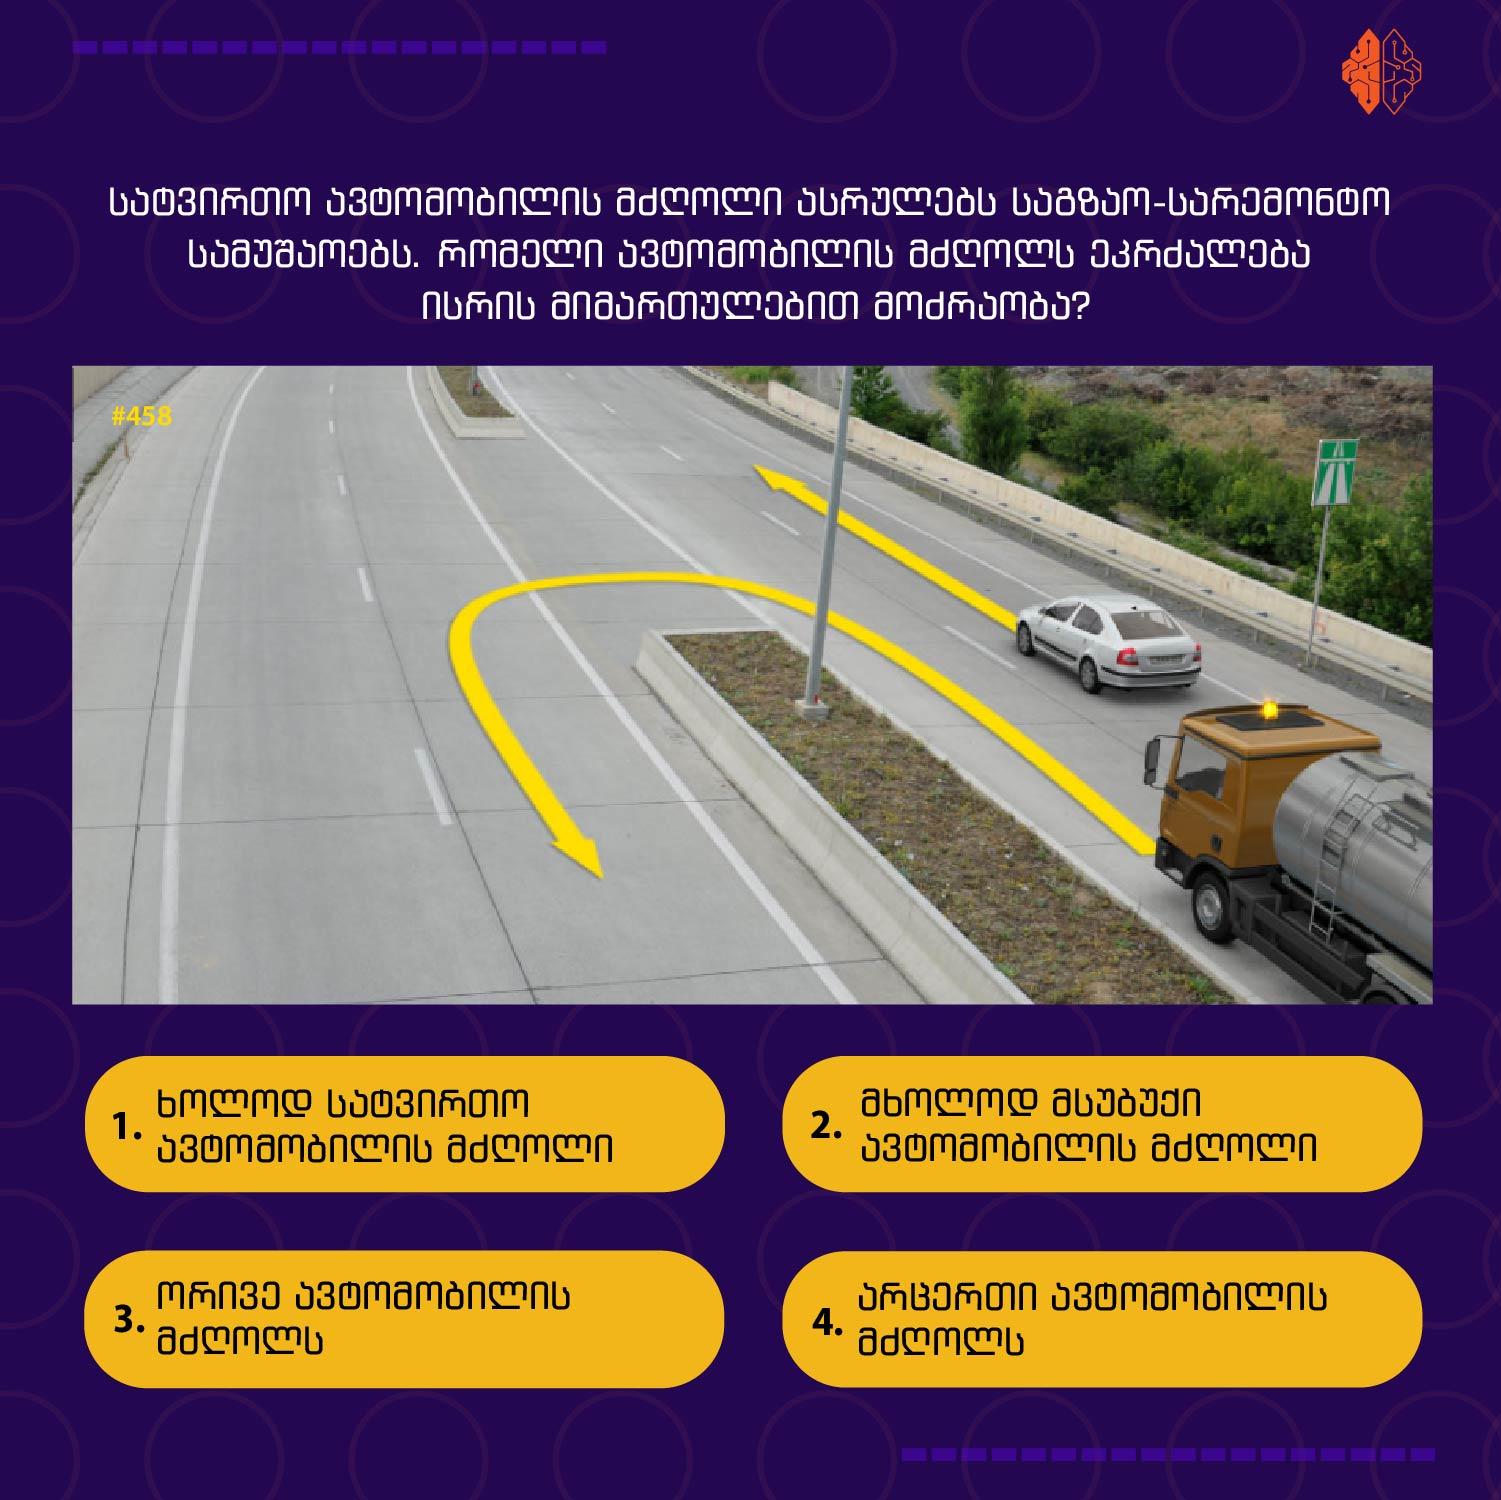 სატვირთო ავტომობილის მძღოლი ასრულებს საგზაო-სარემონტო
სამუშაოებს. რომელი ავტომობილის მძღოლს ეკრძალება
ისრის მიმართულებით მოძრაობა?
#458
1. ხოლოდ სატვირთო
ავტომობილის მძღოლი
2. მხოლოდ მსუბუქი
ავტომობილის მძღოლი
3. ორივე ავტომობილის
მძღოლს
4. არცერთი ავტომობილის
მძღოლს